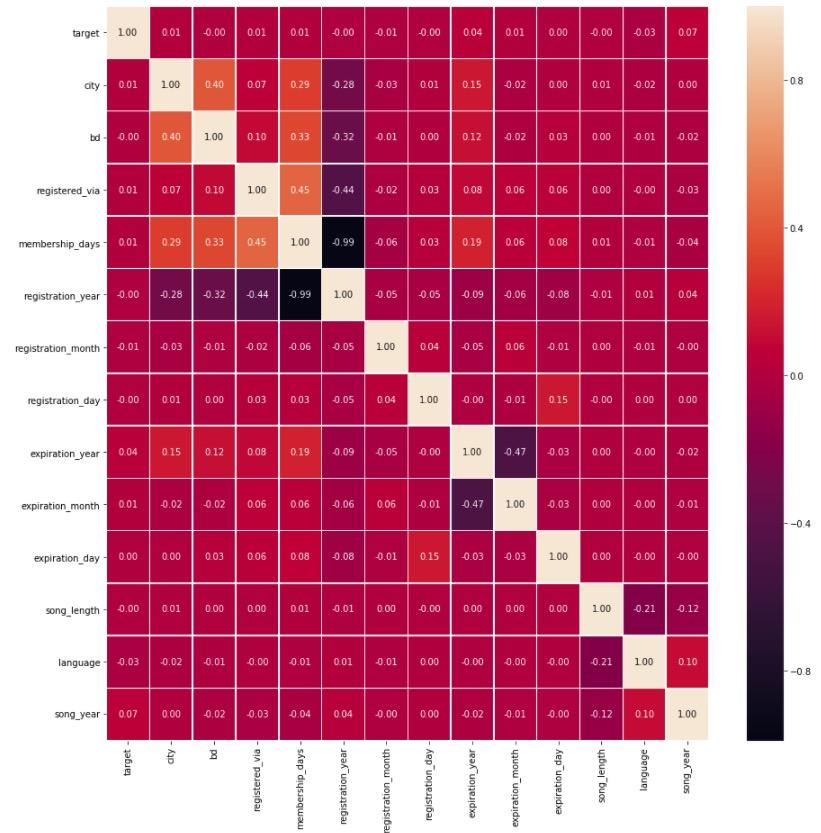 target 1.00 0.01 -0.00 0.01 0.01 -0.00 -0.01 -0.00 0.04 0.01 0.00 -0.00 -0.03 0.07
city 0.01 1.00 0.40 0.07 0.29 -0.28 -0.03 0.01 0.15 -0.02 0.00 0.01 -0.02 0.00
0.8
bd -0.00 0.40 1.00 0.10 0.33 -0.32 -0.01 0.00 0.12 -0.02 0.03 0.00 -0.01 -0.02
registered_via 0.01 0.07 0.10 1.00 0.45 -0.44 -0.02 0.03 0.08 0.06 0.06 0.00 -0.00 -0.03
0.4
membership_days 0.01 0.29 0.33 0.45 1.00 -0.99 -0.06 0.03 0.19 0.06 0.08 0.01 -0.01 -0.04
registration_year -0.00 -0.28 -0.32 -0.44 -0.99 1.00 -0.05 -0.05 -0.09 -0.06 -0.08 -0.01 0.01 0.04
registration_month -0.01 -0.03 -0.01 -0.02 -0.06 -0.05 1.00 0.04 -0.05 0.06 -0.01 0.00 -0.01 -0.00
0.0
registration_day -0.00 0.01 0.00 0.03 0.03 -0.05 0.04 1.00 -0.00 -0.01 0.15 -0.00 0.00 0.00
expiration_year 0.04 0.15 0.12 0.08 0.19 -0.09 -0.05 -0.00 1.00 -0.47 -0.03 0.00 -0.00 -0.02
expiration_month 0.01 -0.02 -0.02 0.06 0.06 -0.06 0.06 -0.01 -0.47 1.00 -0.03 0.00 -0.00 -0.01
−0.4
expiration_day 0.00 0.00 0.03 0.06 0.08 -0.08 -0.01 0.15 -0.03 -0.03 1.00 0.00 -0.00 -0.00
song_length -0.00 0.01 0.00 0.00 0.01 -0.01 0.00 -0.00 0.00 0.00 0.00 1.00 -0.21 -0.12
language -0.03 -0.02 -0.01 -0.00 -0.01 0.01 -0.01 0.00 -0.00 -0.00 -0.00 -0.21 1.00 0.10
−0.8
song_year 0.07 0.00 -0.02 -0.03 -0.04 0.04 -0.00 0.00 -0.02 -0.01 -0.00 -0.12 0.10 1.00
target
city
bd
registered_via
membership_days
registration_year
registration_month
registration_day
expiration_year
expiration_month
expiration_day
song_length
language
song_year